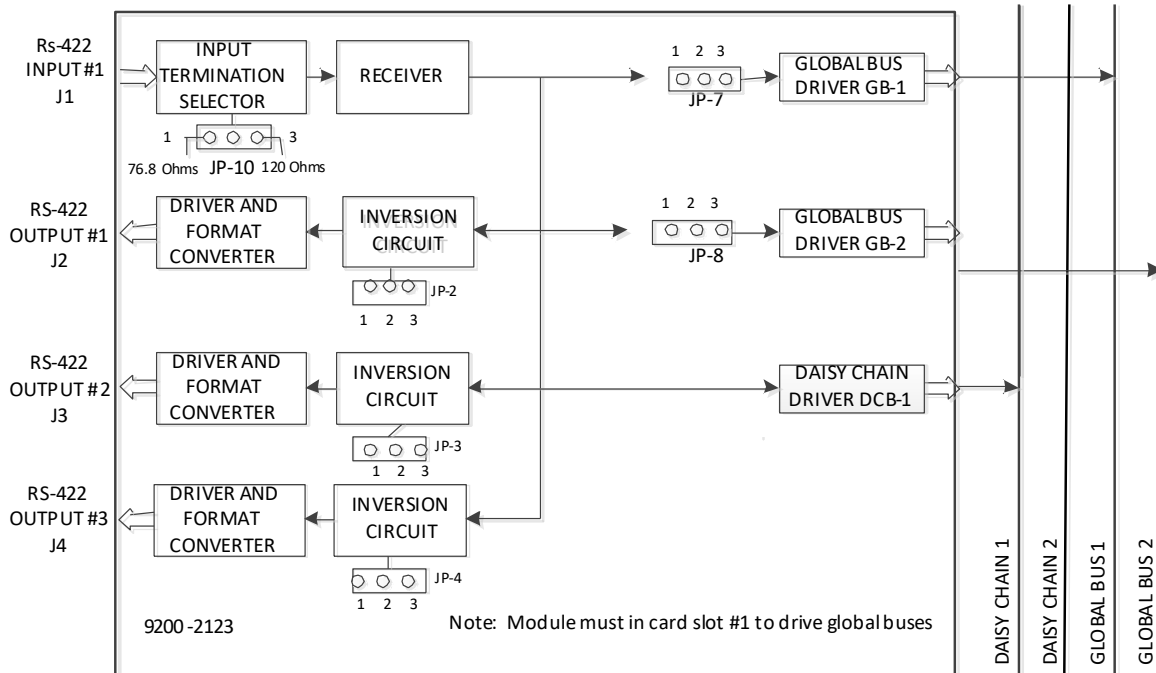 Rs-422
INPUT #1
J1
INPUT
TERMINATION
SELECTOR
RECEIVER
1 2 3
JP-7
GLOBAL BUS
DRIVER GB-1
1
3
76.8 Ohms
JP-10
120 Ohms
RS-422
OUTPUT #1
J2
DRIVER AND
FORMAT
CONVERTER
INVERSION
CIRCUIT
JP-2
1 2 3
1 2 3
JP-8
GLOBAL BUS
DRIVER GB-2
RS-422
OUTPUT #2
J3
DRIVER AND
FORMAT
CONVERTER
INVERSION
CIRCUIT
JP-3
1 2 3
DAISY CHAIN
DRIVER DCB-1
RS-422
OUTPUT #3
J4
DRIVER AND
FORMAT
CONVERTER
INVERSION
CIRCUIT
JP-4
1 2 3
9200 -2123
Note: Module must in card slot #1 to drive global buses
DAISY CHAIN 1
DAISY CHAIN 2
GLOBAL BUS 1
GLOBAL BUS 2